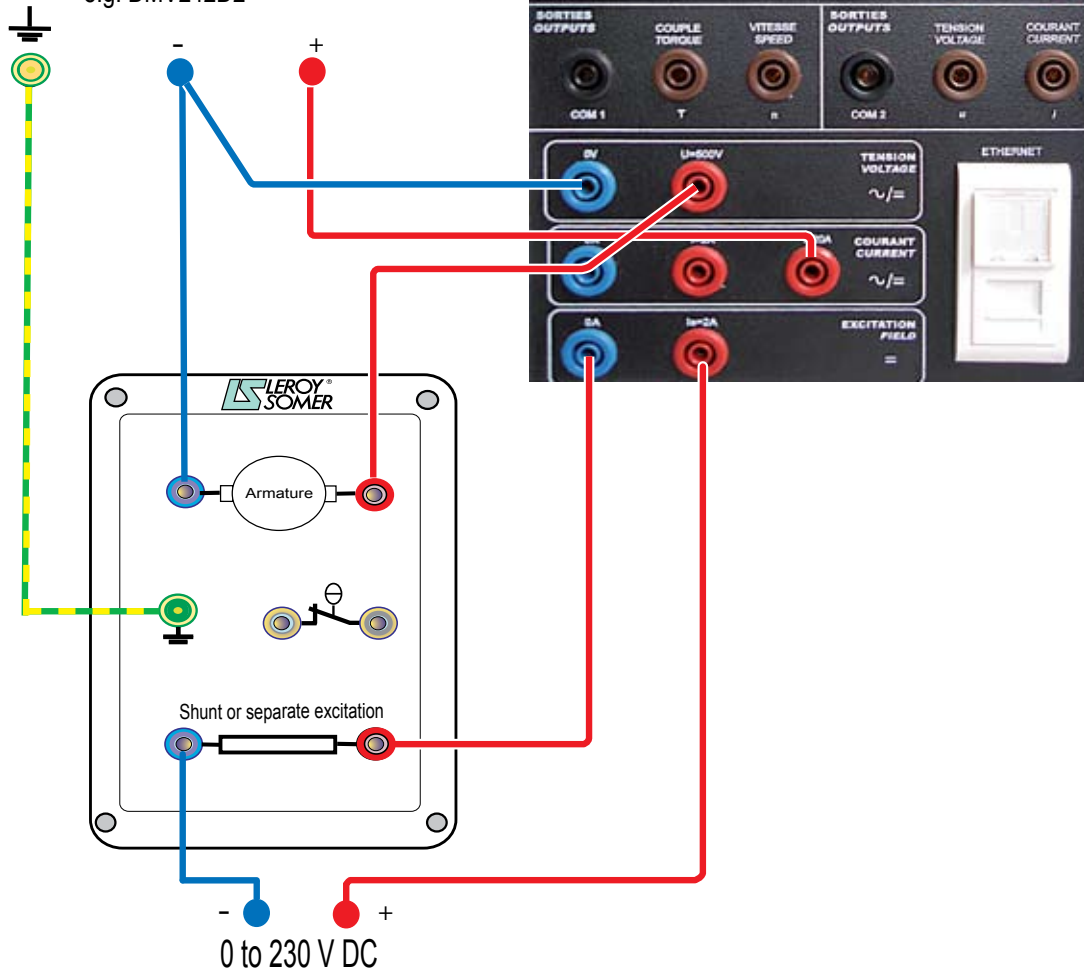 - +
SORTIES
OUTPUTS
COUPLE
TORQUE
VITESSE
SPEED
SORTIES
OUTPUTS
TENSION
VOLTAGE
COURANT
CURRENT
COM 1
T
n
COM 2
u
i
0V
U=600V
TENSION
VOLTAGE
∿/=
ETHERNET
COURANT
CURRENT
∿/=
0A
Ie=2A
EXCITATION
FIELD
=
LS LEROY®
SOMER
Armature
Shunt or separate excitation
- +
0 to 230 V DC